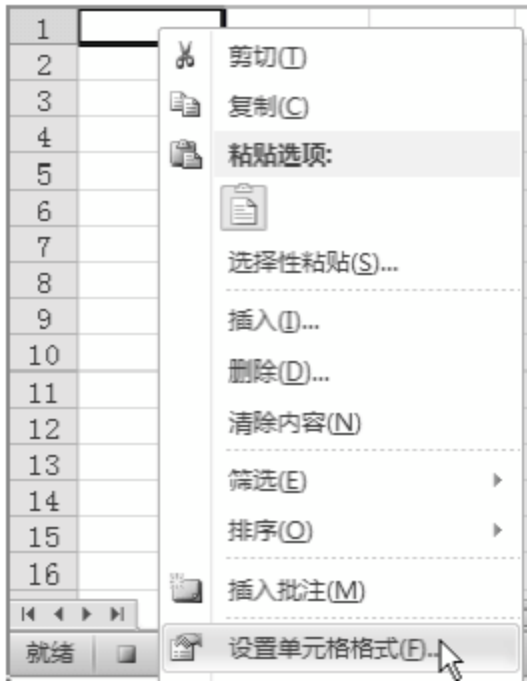 1
剪切(T)
2
3
复制(C)
4
粘贴选项:
5
6
7
选择性粘贴(S)...
8
9
插入(I)...
10
删除(D)...
11
12
清除内容(N)
13
筛选(E)
14
15
排序(O)
16
插入批注(M)
就绪
设置单元格格式(F)...